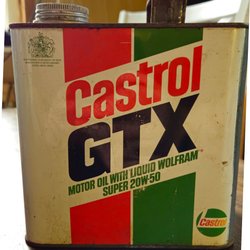 Castrol
GTX
MOTOR OIL WITH LIQUID WOLFRAM
SUPER 20W-50
Castrol